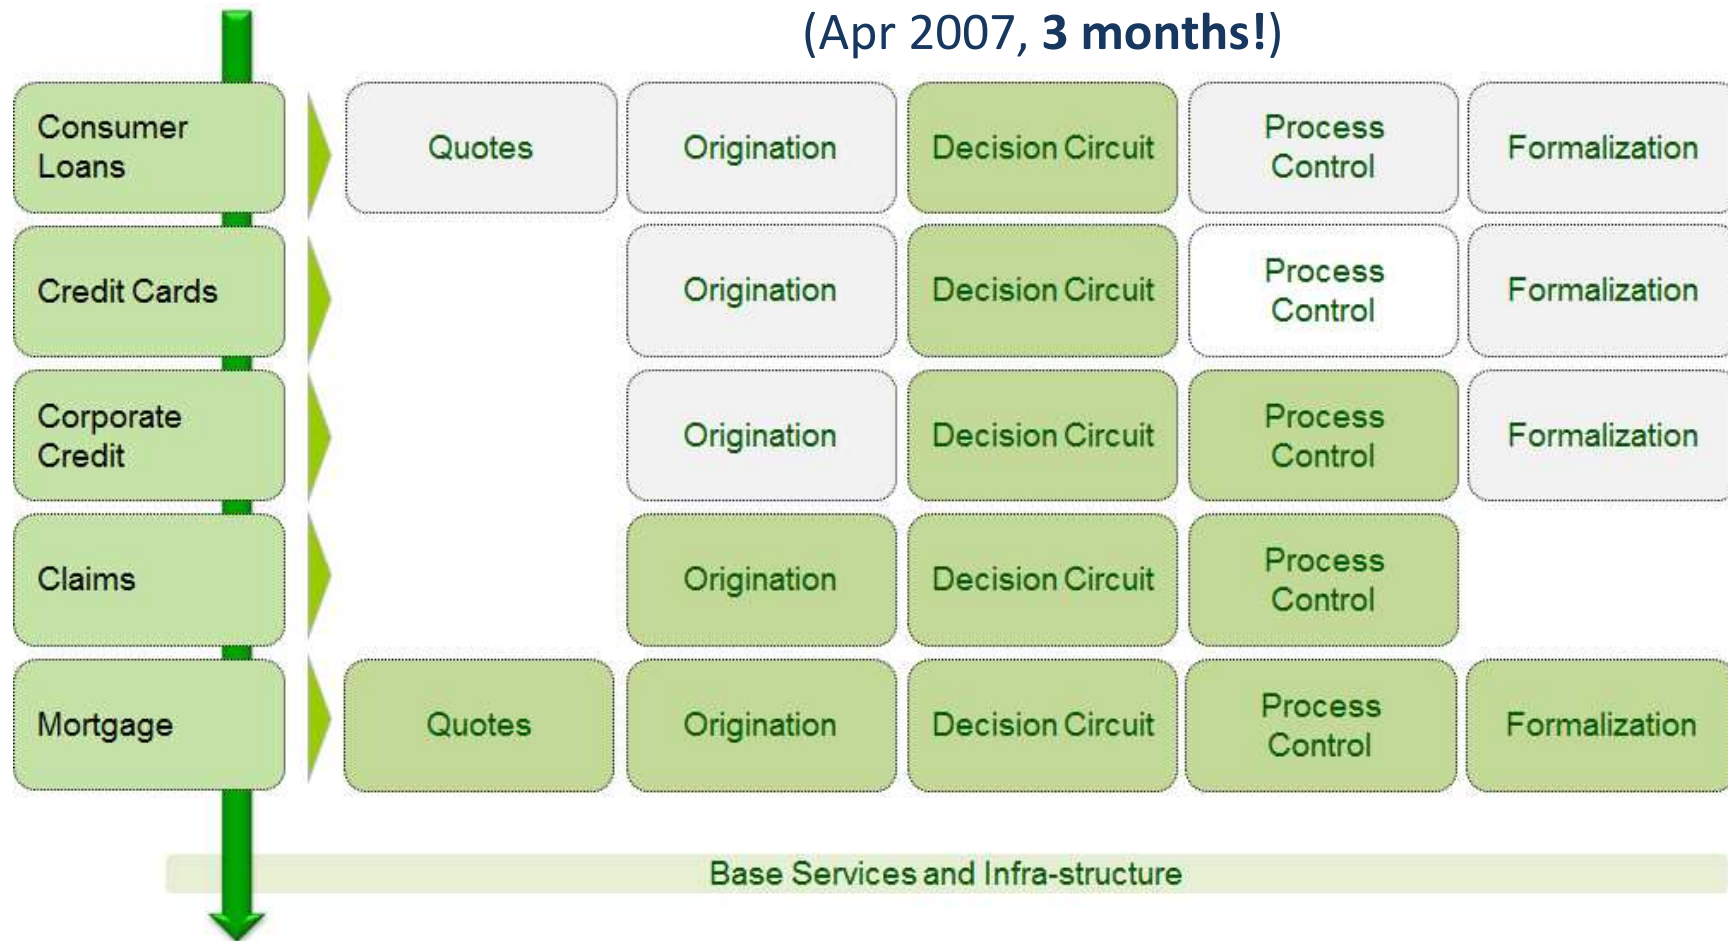 (Apr 2007, 3 months!)
Consumer
Loans
Quotes
Origination
Decision Circuit
Process
Control
Formalization
Credit Cards
Origination
Decision Circuit
Process
Control
Formalization
Corporate
Credit
Origination
Decision Circuit
Process
Control
Formalization
Claims
Origination
Decision Circuit
Process
Control
Mortgage
Quotes
Origination
Decision Circuit
Process
Control
Formalization
Base Services and Infra-structure